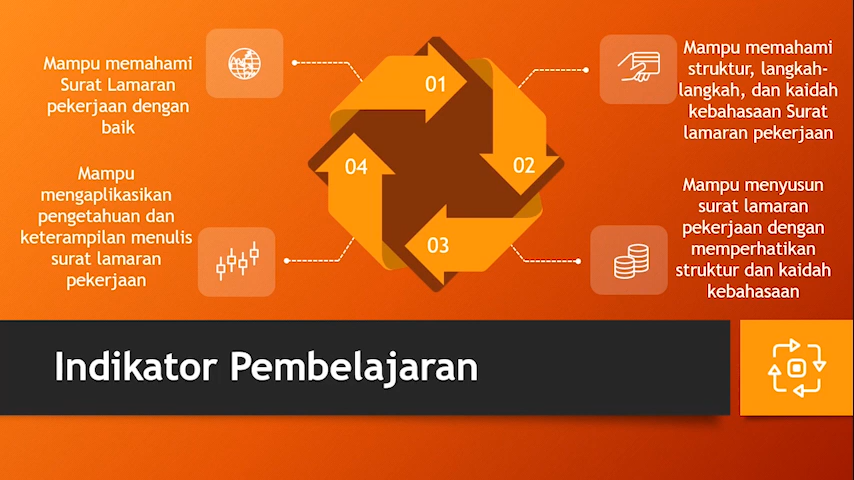 Mampu memahami
Surat Lamaran
pekerjaan dengan
baik
01
Mampu memahami
struktur, langkah-
langkah, dan kaidah
kebahasaan Surat
lamaran pekerjaan
02
Mampu menyusun
surat lamaran
pekerjaan dengan
memperhatikan
struktur dan kaidah
kebahasaan
03
Mampu
mengaplikasikan
pengetahuan dan
keterampilan menulis
surat lamaran
pekerjaan
04
Indikator Pembelajaran